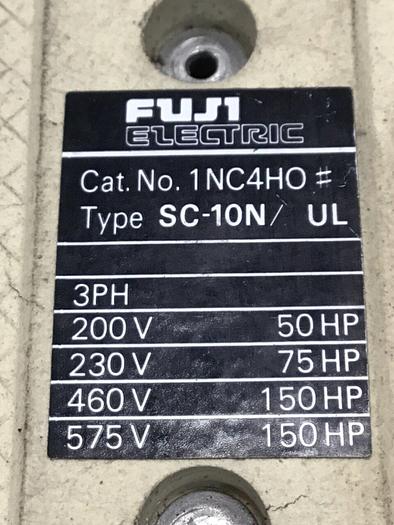 FUJI
ELECTRIC
Cat. No. 1NC4HO #
Type SC-10N/ UL
3PH
200 V 50 HP
230 V 75 HP
460 V 150 HP
575 V 150 HP